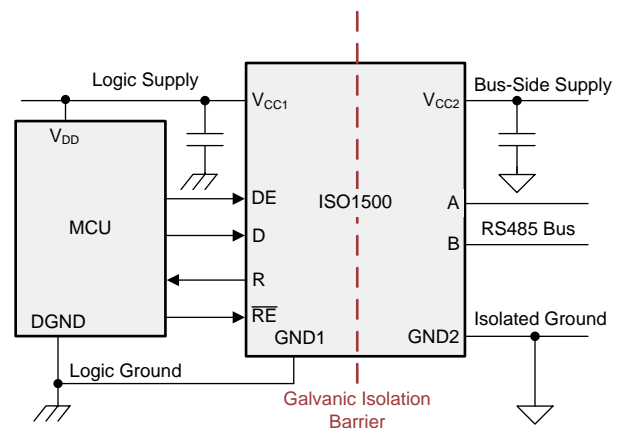 Logic Supply
VCC1
VCC2
Bus-Side Supply
VDD
MCU
DE
D
R
RE
ISO1500
A
B
RS485 Bus
DGND
GND1
GND2
Isolated Ground
Logic Ground
Galvanic Isolation
Barrier